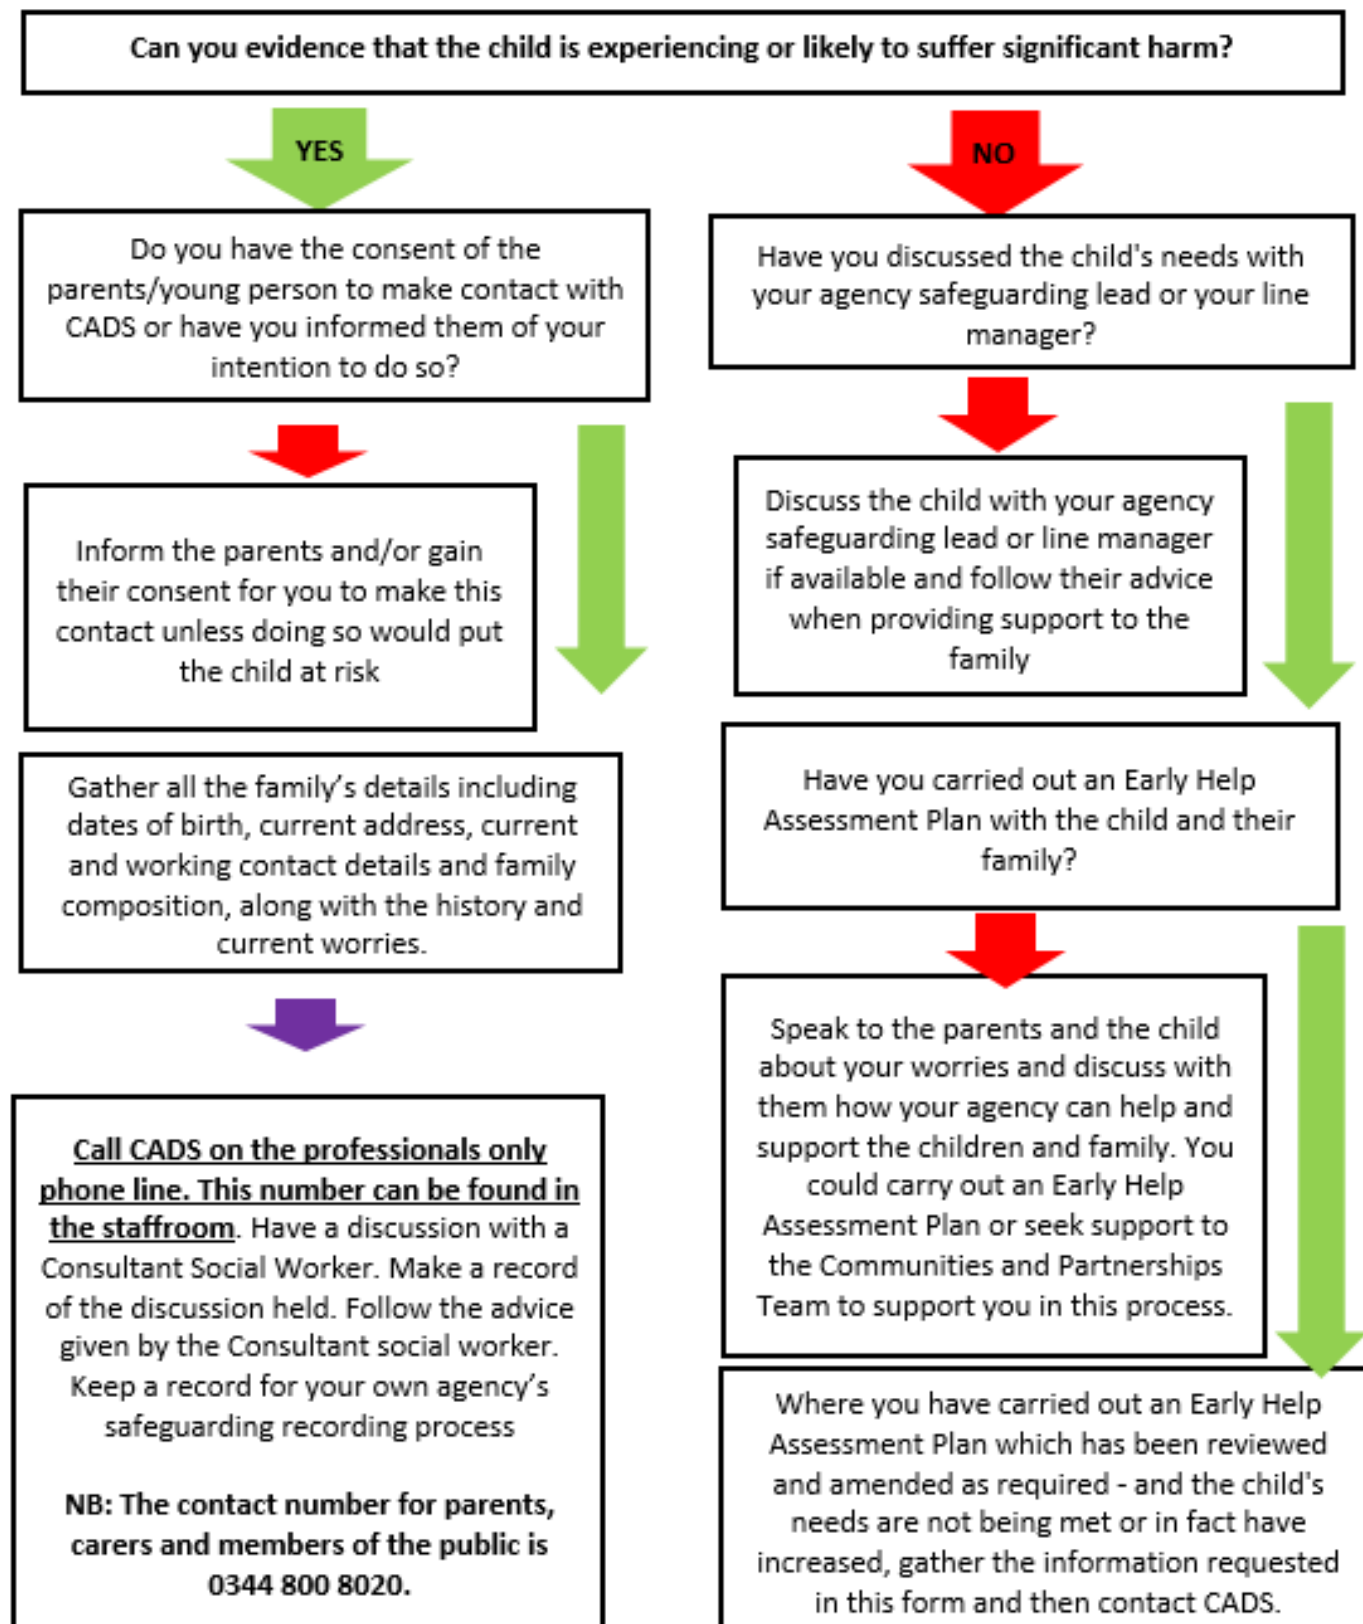 Can you evidence that the child is experiencing or likely to suffer significant harm?
YES
NO
Do you have the consent of the
parents/young person to make contact with
CADS or have you informed them of your
intention to do so?
Have you discussed the child's needs with
your agency safeguarding lead or your line
manager?
Inform the parents and/or gain
their consent for you to make this
contact unless doing so would put
the child at risk
Discuss the child with your agency
safeguarding lead or line manager
if available and follow their advice
when providing support to the
family
Gather all the family’s details including
dates of birth, current address, current
and working contact details and family
composition, along with the history and
current worries.
Have you carried out an Early Help
Assessment Plan with the child and their
family?
Call CADS on the professionals only
phone line. This number can be found in
the staffroom. Have a discussion with a
Consultant Social Worker. Make a record
of the discussion held. Follow the advice
given by the Consultant social worker.
Keep a record for your own agency’s
safeguarding recording process
NB: The contact number for parents,
carers and members of the public is
0344 800 8020.
Speak to the parents and the child
about your worries and discuss with
them how your agency can help and
support the children and family. You
could carry out an Early Help
Assessment Plan or seek support to
the Communities and Partnerships
Team to support you in this process.
Where you have carried out an Early Help
Assessment Plan which has been reviewed
and amended as required - and the child's
needs are not being met or in fact have
increased, gather the information requested
in this form and then contact CADS.